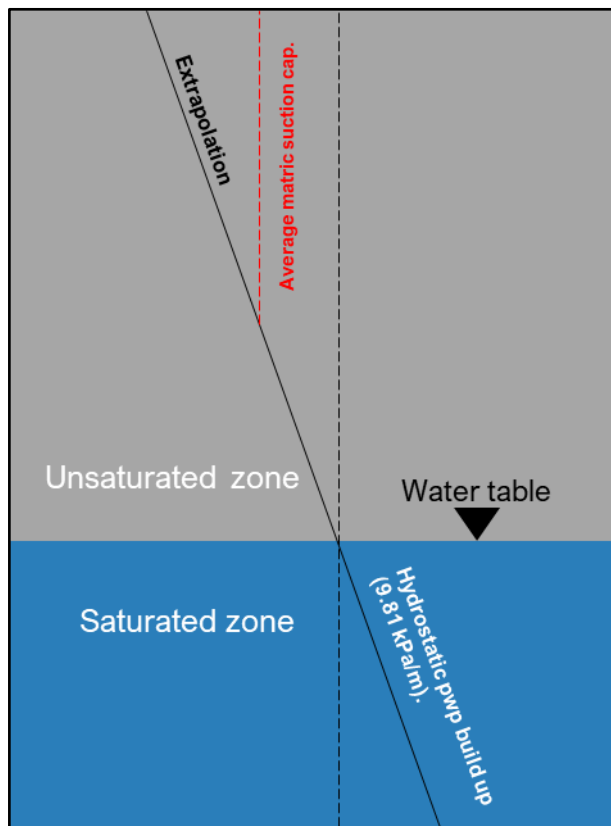 Extrapolation
Average matric suction cap.
Unsaturated zone
Water table
Saturated zone
Hydrostatic pwp build up
(9.81 kPa/m).